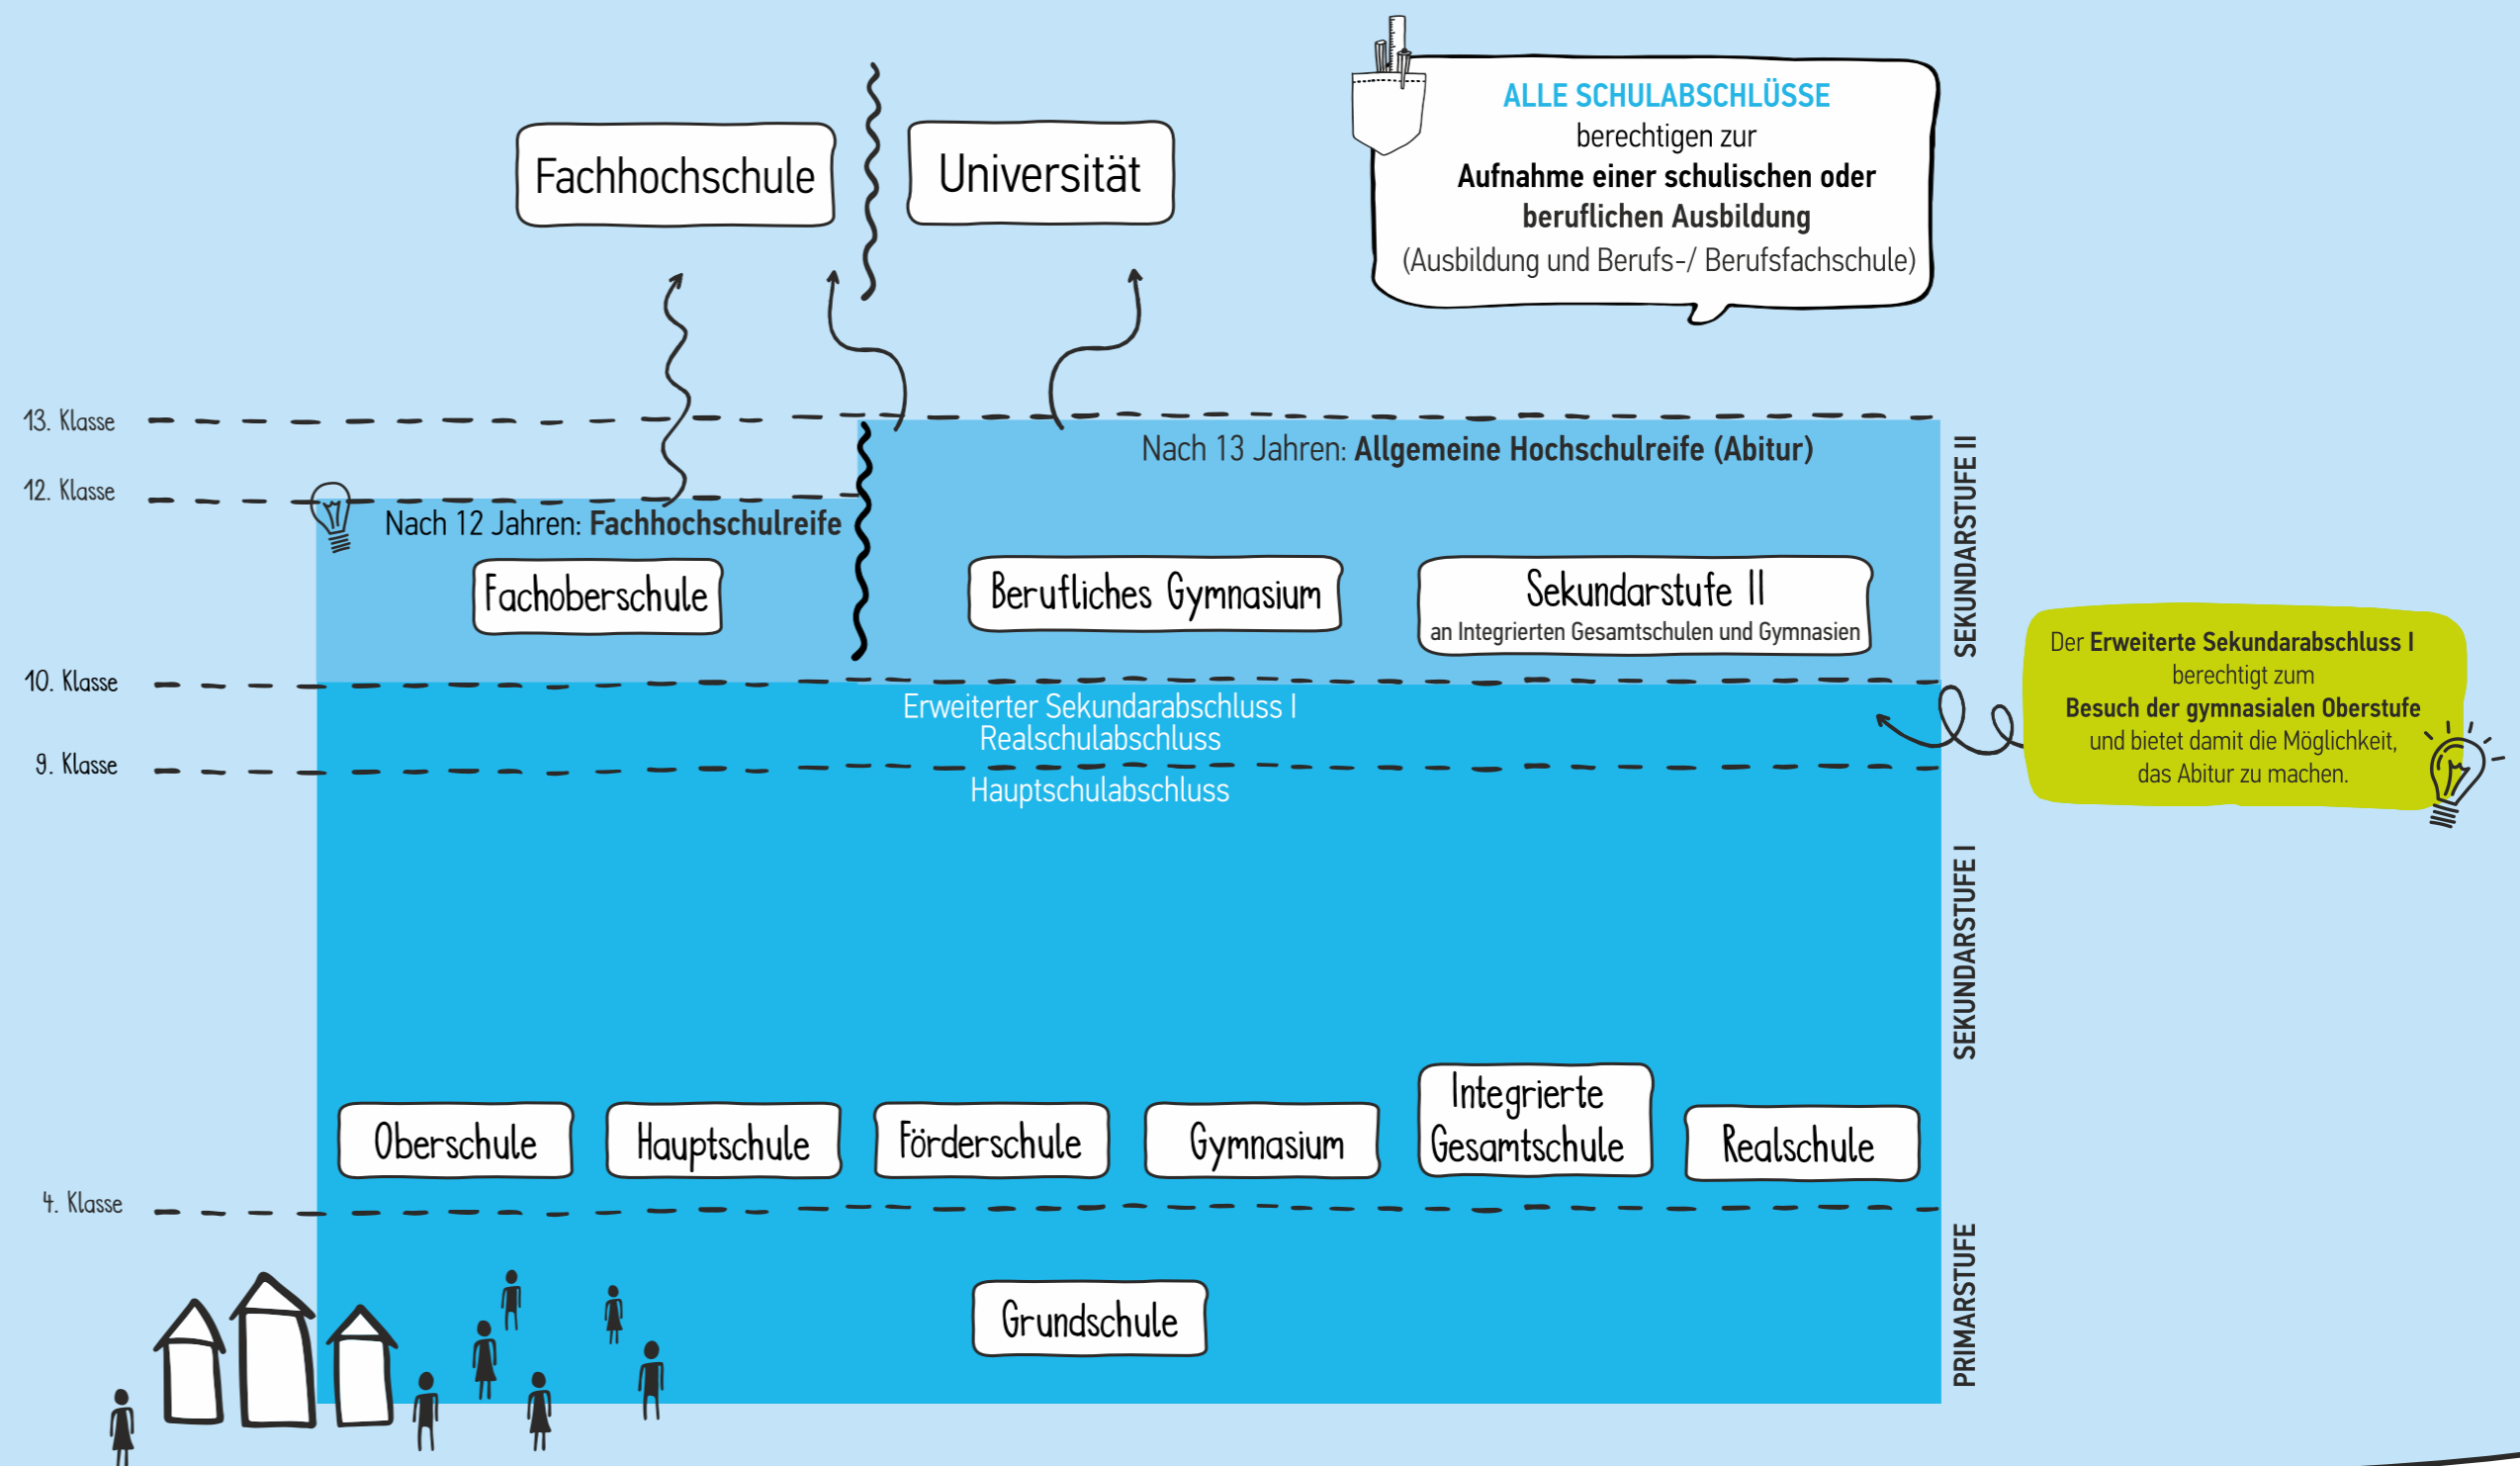 ALLE SCHULABSCHLÜSSE
berechtigen zur
Aufnahme einer schulischen oder
beruflichen Ausbildung
(Ausbildung und Berufs-/ Berufsfachschule)
Fachhochschule
Universität
13. Klasse
Nach 13 Jahren: Allgemeine Hochschulreife (Abitur)
12. Klasse
Nach 12 Jahren: Fachhochschulreife
Fachoberschule
Berufliches Gymnasium
Sekundarstufe II
an Integrierten Gesamtschulen und Gymnasien
SEKUNDARSTUFE II
10. Klasse
Erweiterter Sekundarabschluss I
Realschulabschluss
9. Klasse
Hauptschulabschluss
Der Erweiterte Sekundarabschluss I
berechtigt zum
Besuch der gymnasialen Oberstufe
und bietet damit die Möglichkeit,
das Abitur zu machen.
SEKUNDARSTUFE I
Oberschule
Hauptschule
Förderschule
Gymnasium
Integrierte
Gesamtschule
Realschule
4. Klasse
Grundschule
PRIMARSTUFE